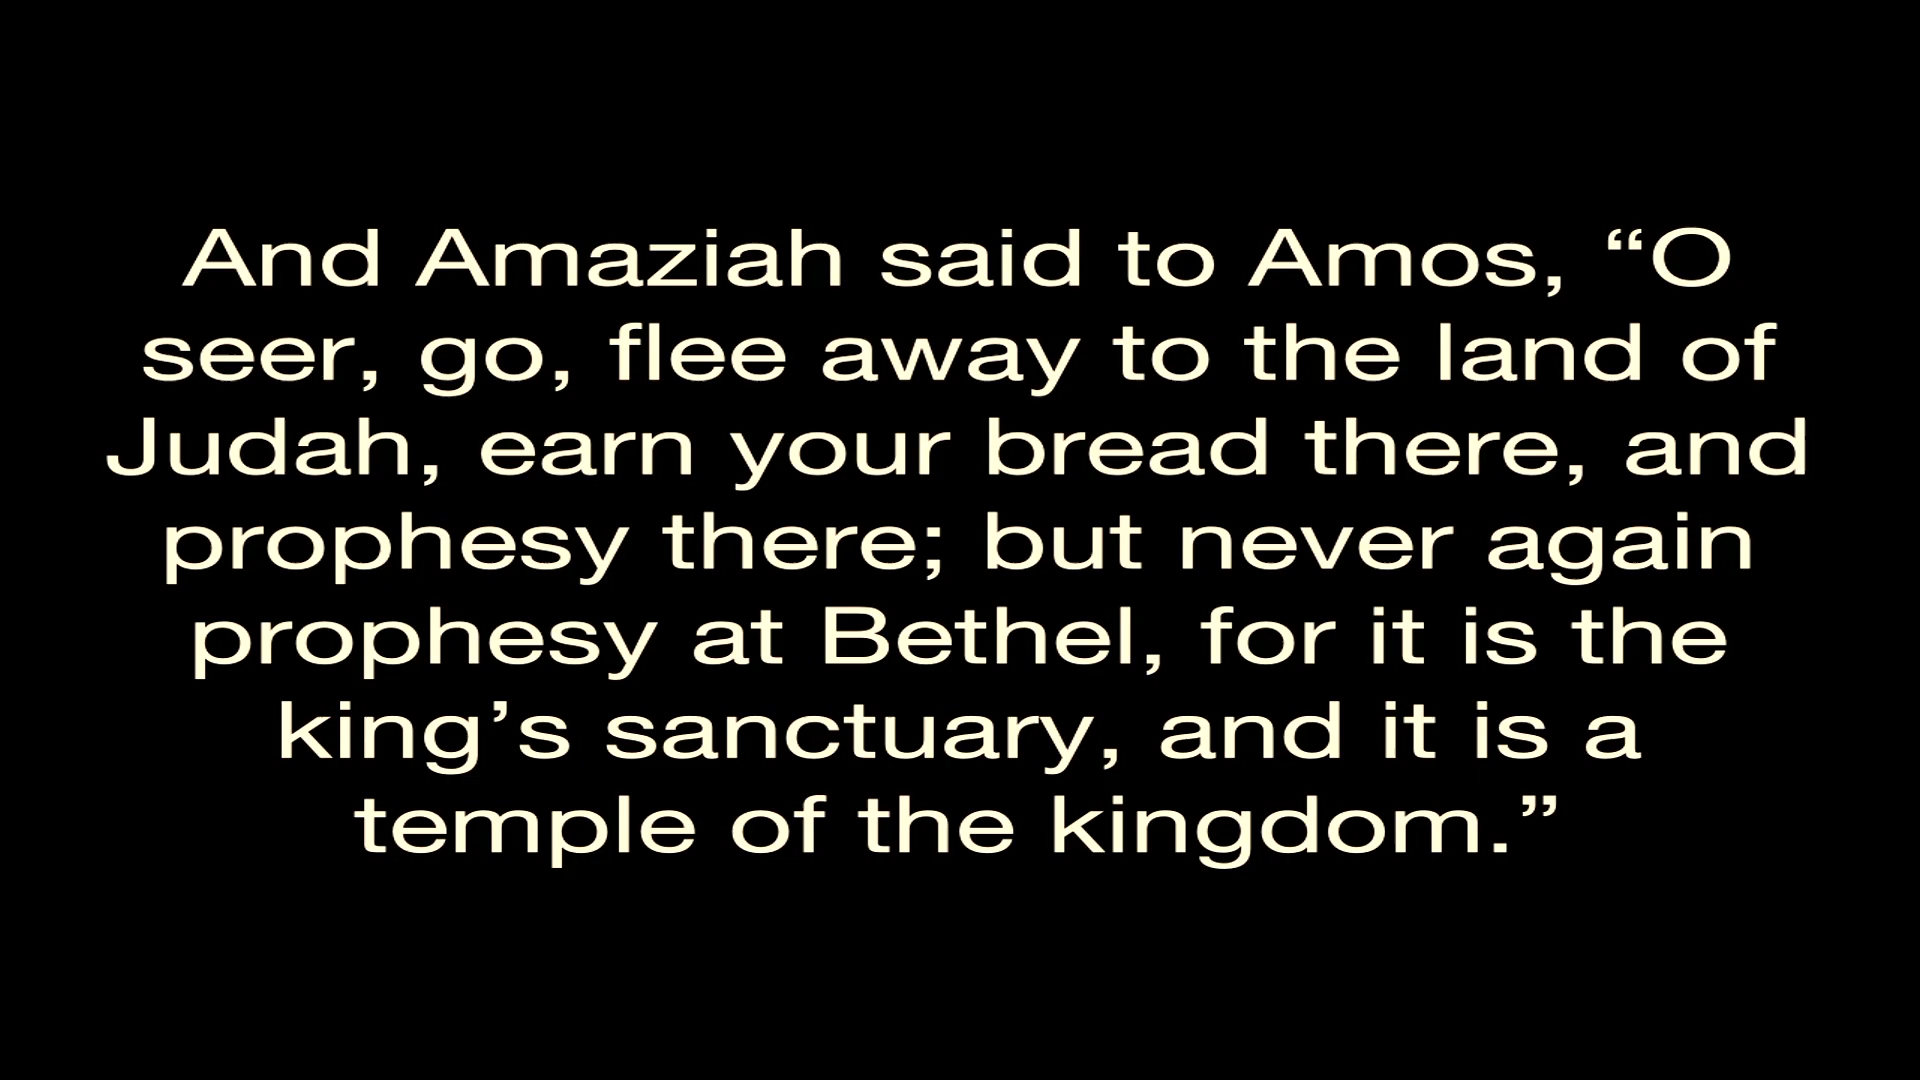 And Amaziah said to Amos, “O
seer, go, flee away to the land of
Judah, earn your bread there, and
prophesy there; but never again
prophesy at Bethel, for it is the
king’s sanctuary, and it is a
temple of the kingdom.”